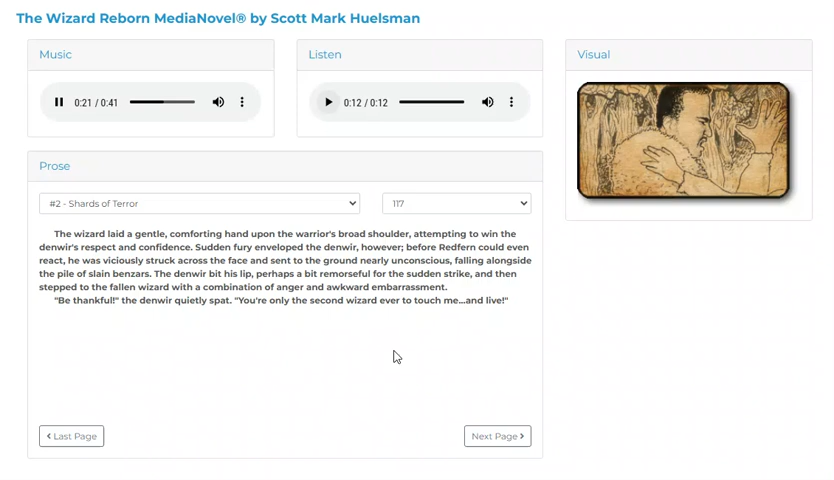 The Wizard Reborn MediaNovel® by Scott Mark Huelsman
Music
0:21 / 0:41
Listen
0:12 / 0:12
Visual
Prose
#2 - Shards of Terror
117
The wizard laid a gentle, comforting hand upon the warrior's broad shoulder, attempting to win the
denwir's respect and confidence. Sudden fury enveloped the denwir, however; before Redfern could even
react, he was viciously struck across the face and sent to the ground nearly unconscious, falling alongside
the pile of slain benzars. The denwir bit his lip, perhaps a bit remorseful for the sudden strike, and then
stepped to the fallen wizard with a combination of anger and awkward embarrassment.
"Be thankful!" the denwir quietly spat. "You're only the second wizard ever to touch me...and live!"
Last Page
Next Page